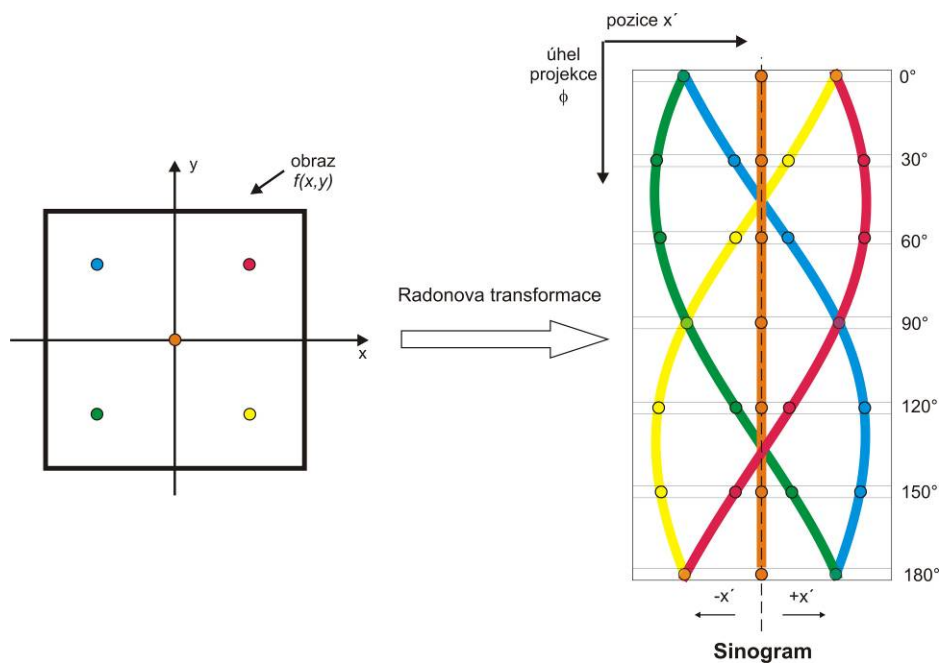 y
obraz
f(x,y)
x
Radonova transformace
pozice x´
úhel
projekce
ϕ
0°
30°
60°
90°
120°
150°
180°
-x´
+x´
Sinogram